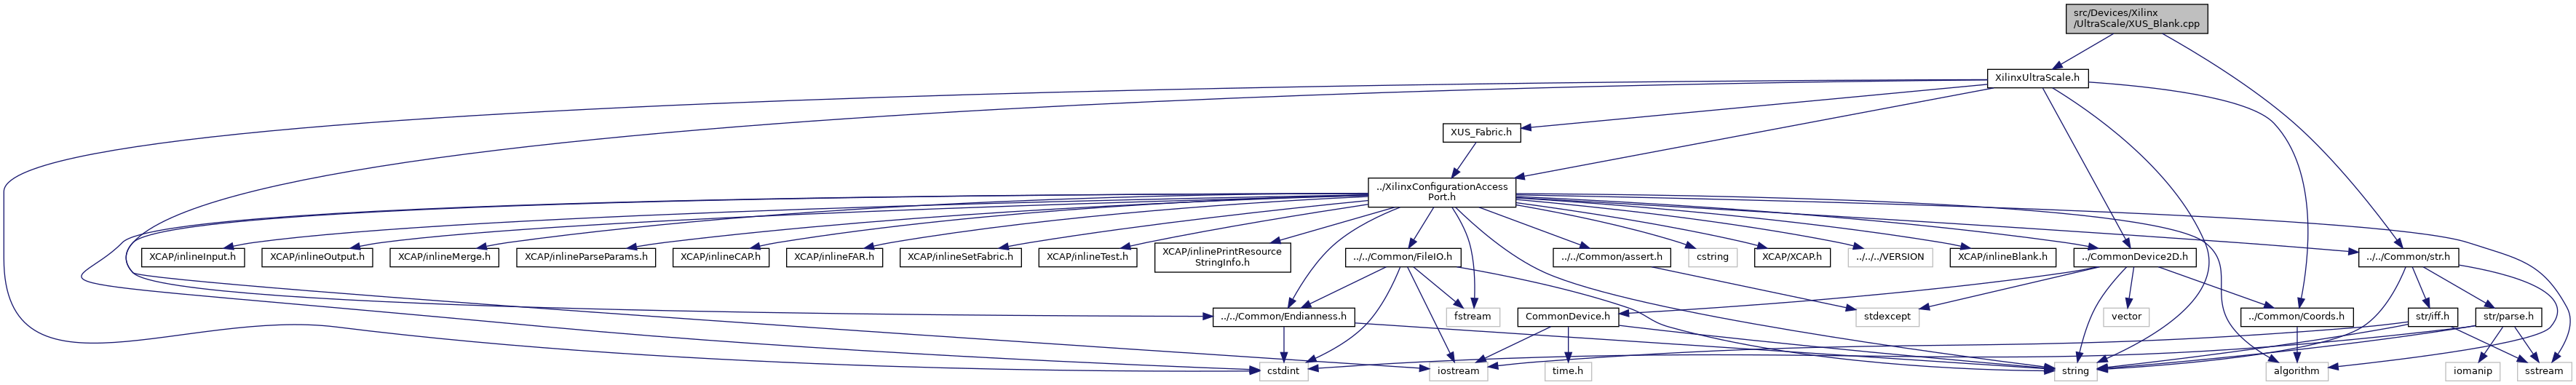 src/Devices/Xilinx
/UltraScale/XUS_Blank.cpp
XilinxUltraScale.h
XUS_Fabric.h
../XilinxConfigurationAccess
Port.h
XCAP/inlineInput.h
XCAP/inlineOutput.h
XCAP/inlineMerge.h
XCAP/inlineParseParams.h
XCAP/inlineCAP.h
XCAP/inlineFAR.h
XCAP/inlineSetFabric.h
XCAP/inlineTest.h
XCAP/inlinePrintResource
StringInfo.h
../../Common/FileIO.h
../../Common/assert.h
cstring
XCAP/XCAP.h
../../../VERSION
XCAP/inlineBlank.h
../CommonDevice2D.h
../../Common/str.h
../../Common/Endianness.h
fstream
CommonDevice.h
stdexcept
vector
../Common/Coords.h
str/iff.h
str/parse.h
cstdint
iostream
time.h
string
algorithm
iomanip
sstream